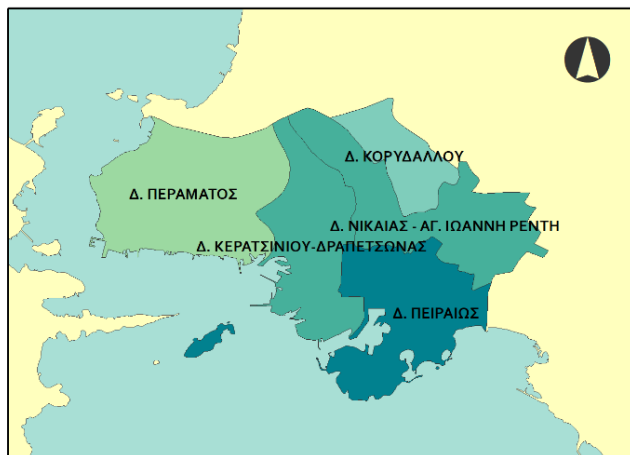 Δ. ΚΟΡΥΔΑΛΛΟΥ
Δ. ΠΕΡΑΜΑΤΟΣ
Δ. ΝΙΚΑΙΑΣ - ΑΓ. ΙΩΑΝΝΗ ΡΕΝΤΗ
Δ. ΚΕΡΑΤΣΙΝΙΟΥ-ΔΡΑΠΕΤΣΩΝΑΣ
Δ. ΠΕΙΡΑΙΩΣ